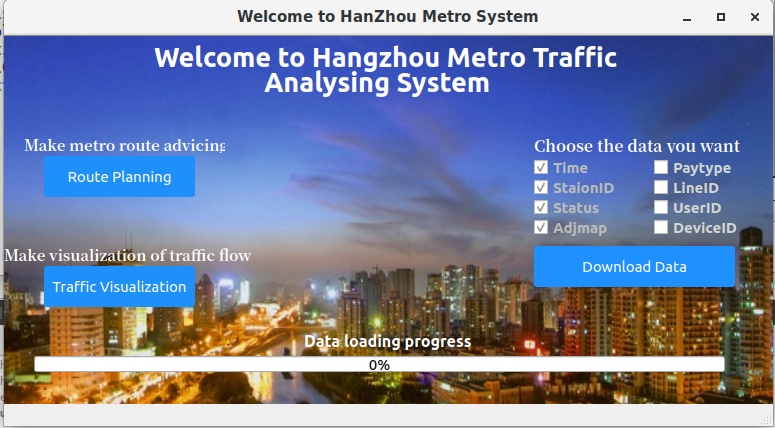 Welcome to HanZhou Metro System
Welcome to Hangzhou Metro Traffic
Analysing System
Make metro route advicing
Route Planning
Make visualization of traffic flow
Traffic Visualization
Choose the data you want
Time Paytype
StaionID LineID
Status UserID
Adjmap DeviceID
Download Data
Data loading progress
0%